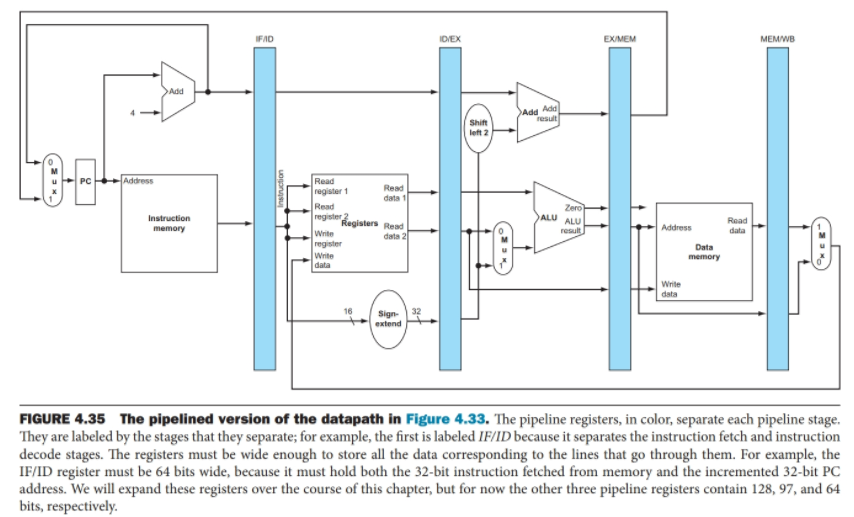 IF/ID
ID/EX
EX/MEM
MEM/WB
Add
4
Shift
left 2
Add Add
result
0
M
u
x
1
PC
Address
Instruction
memory
Instruction
Read
register 1
Read
data 1
Read
register 2
Registers
Read
data 2
Write
register
Write
data
0
M
u
x
1
Zero
ALU ALU
result
Address
Read
data
Data
memory
Write
data
1
M
u
x
0
16
Sign-
extend
32
FIGURE 4.35 The pipelined version of the datapath in Figure 4.33. The pipeline registers, in color, separate each pipeline stage.
They are labeled by the stages that they separate; for example, the first is labeled IF/ID because it separates the instruction fetch and instruction
decode stages. The registers must be wide enough to store all the data corresponding to the lines that go through them. For example, the
IF/ID register must be 64 bits wide, because it must hold both the 32-bit instruction fetched from memory and the incremented 32-bit PC
address. We will expand these registers over the course of this chapter, but for now the other three pipeline registers contain 128, 97, and 64
bits, respectively.